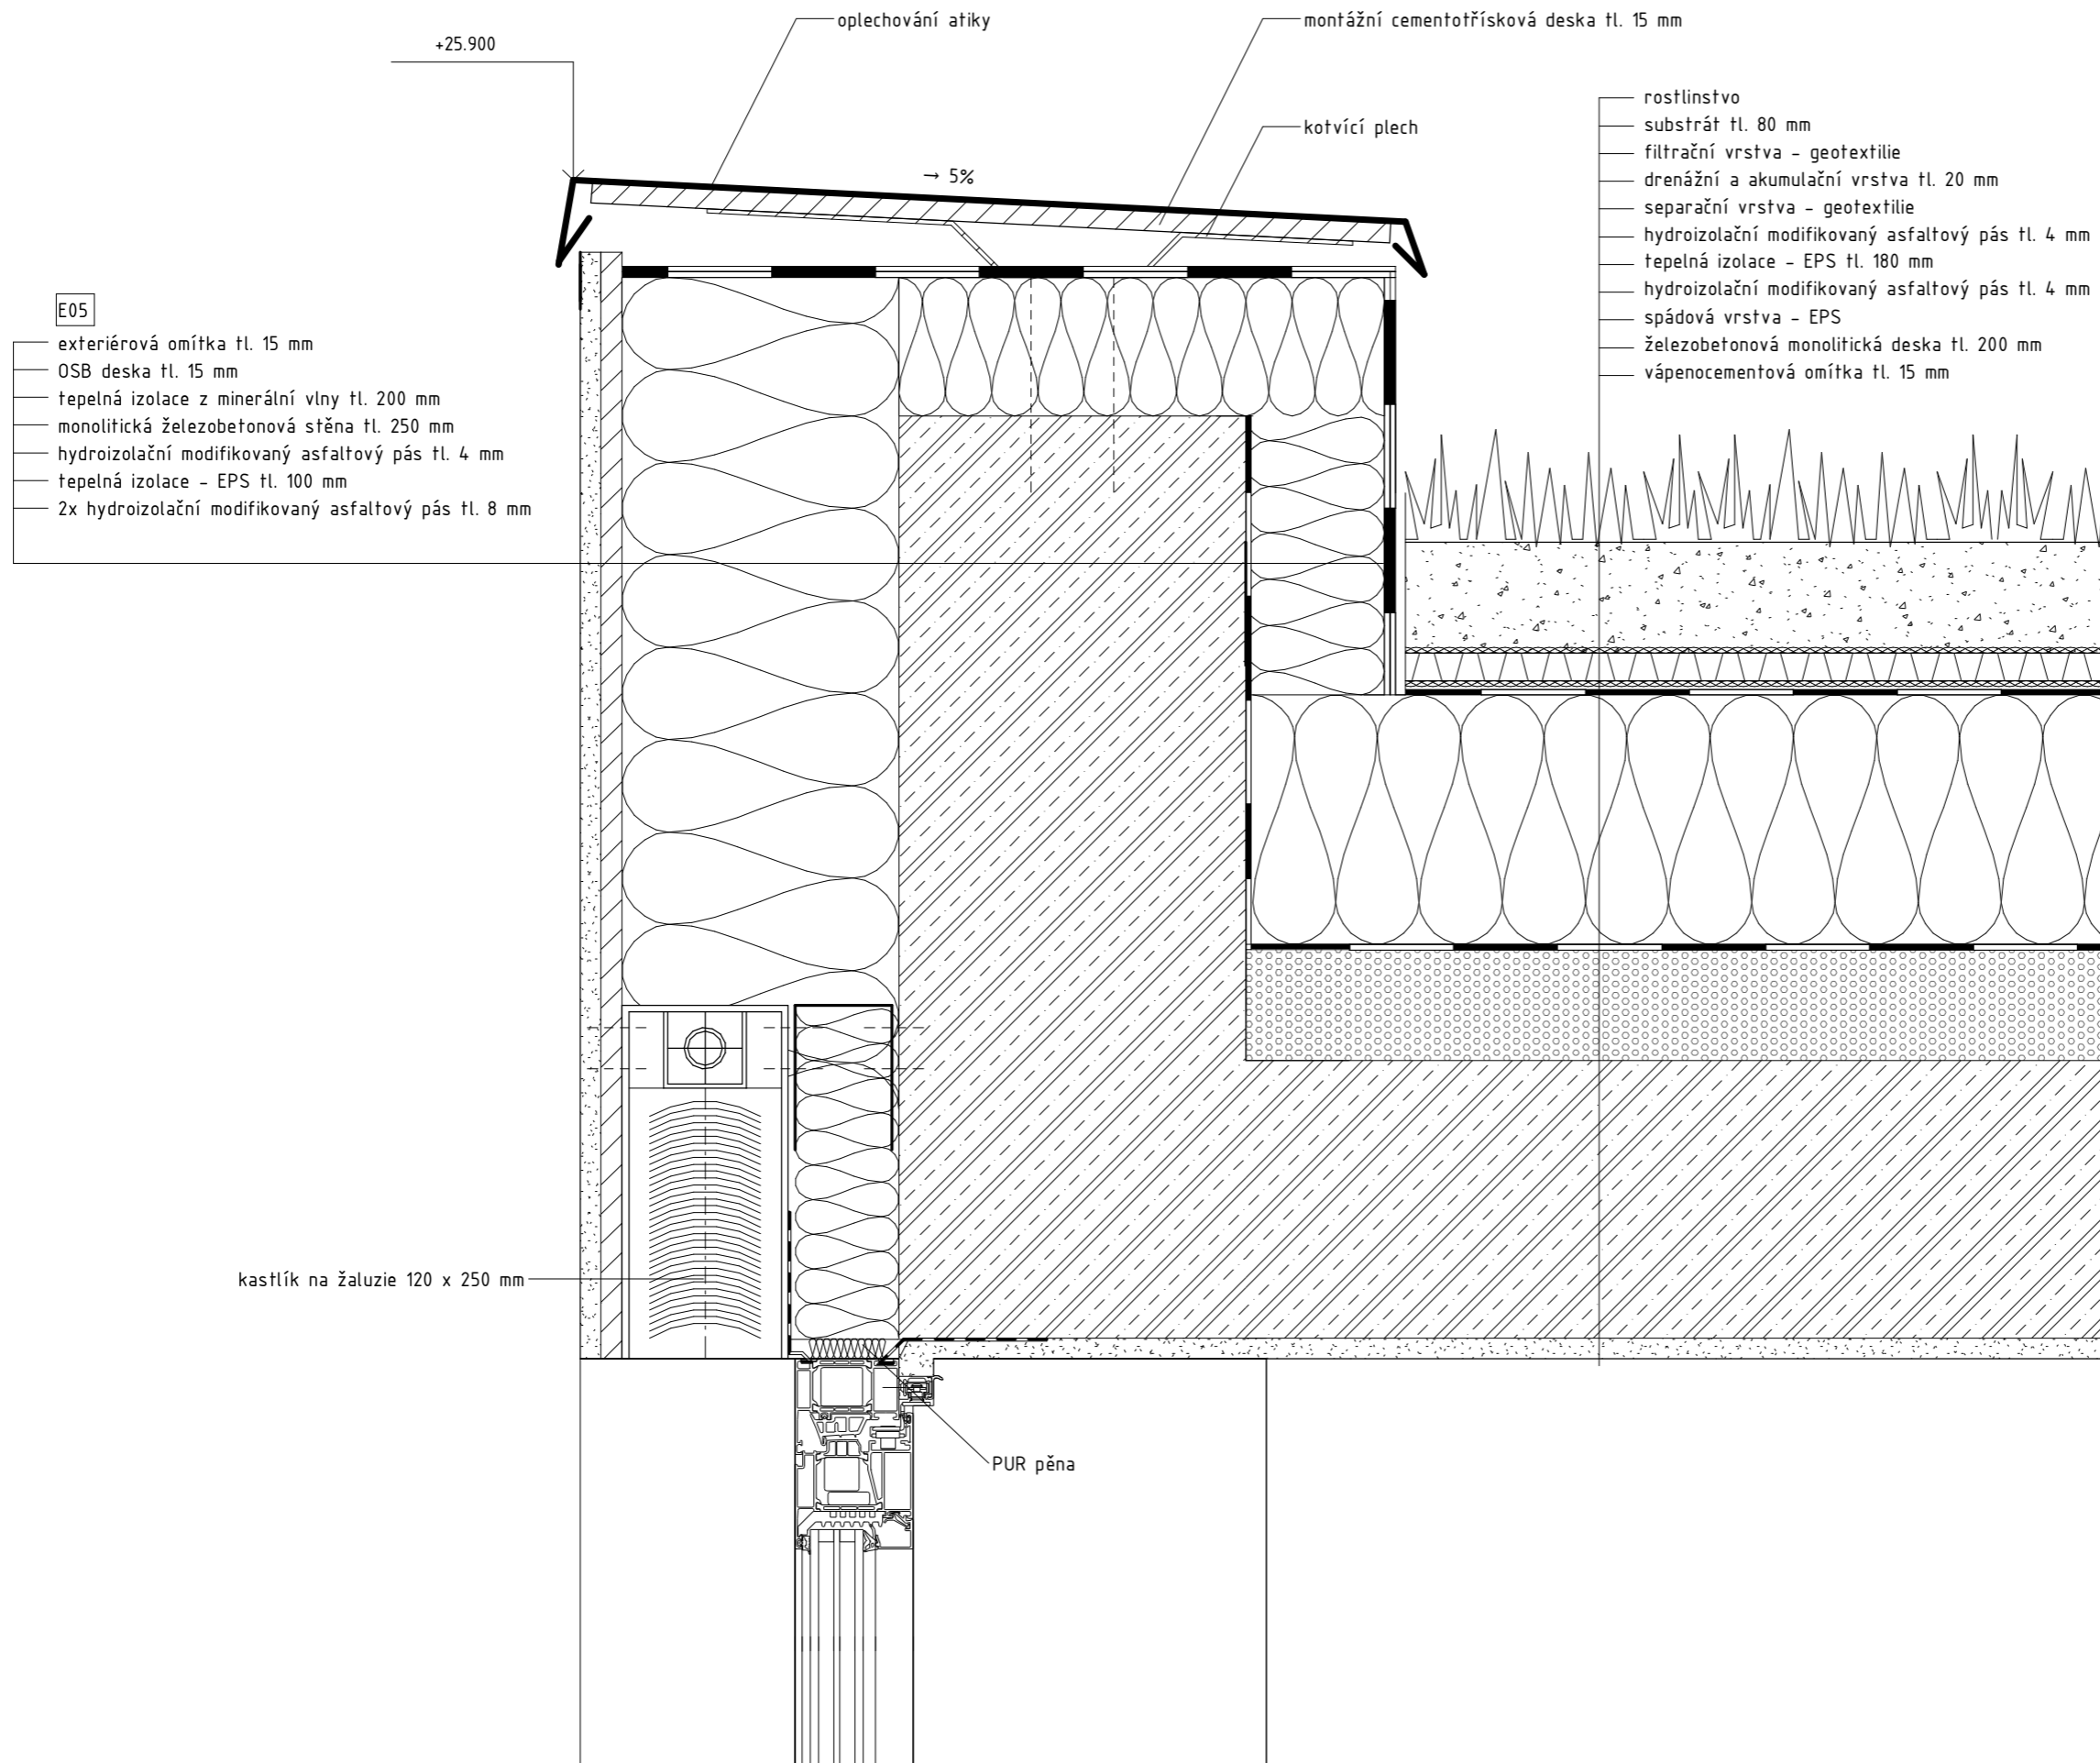 oplechování atiky
montážní cementotřísková deska tl. 15 mm
+25.900
kotvící plech
→ 5%
rostlinstvo
substrát tl. 80 mm
filtrační vrstva - geotextilie
drenážní a akumulační vrstva tl. 20 mm
separační vrstva - geotextilie
hydroizolační modifikovaný asfaltový pás tl. 4 mm
tepelná izolace - EPS tl. 180 mm
hydroizolační modifikovaný asfaltový pás tl. 4 mm
spádová vrstva - EPS
železobetonová monolitická deska tl. 200 mm
vápenocementová omítka tl. 15 mm
E05
exteriérová omítka tl. 15 mm
OSB deska tl. 15 mm
tepelná izolace z minerální vlny tl. 200 mm
monolitická železobetonová stěna tl. 250 mm
hydroizolační modifikovaný asfaltový pás tl. 4 mm
tepelná izolace - EPS tl. 100 mm
2x hydroizolační modifikovaný asfaltový pás tl. 8 mm
kastlík na žaluzie 120 x 250 mm
PUR pěna